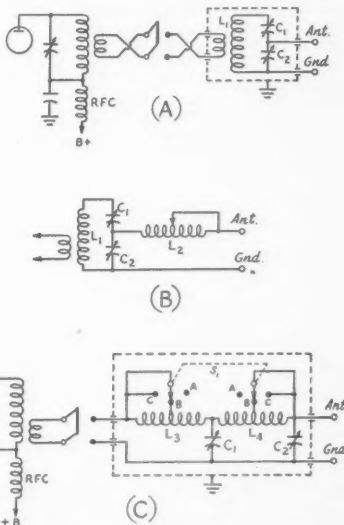 L₁
C₁
C₂
Ant.
Gnd
RFC
B+
(A)
C₁
L₁
C₂
L₂
Ant.
Gnd.
(B)
S₁
C
A
B
A
B
C
L₃
L₄
C₁
C₂
Ant.
Gnd
RFC
+B
(C)